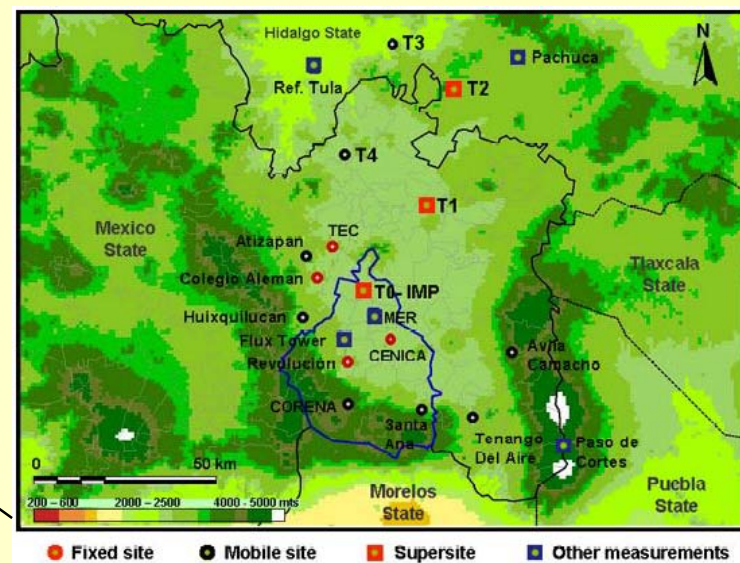 Hidalgo State
T3
N
Ref. Tula
Pachuca
T2
T4
Mexico
State
T1
TEC
Atizapan
Tlaxcala
State
Colegio Aleman
T0- IMP
Huixquilucan
MER
Flux Tower
CENICA
Avila
Camacho
Revolución
CORENA
Santa
Ana
Tenango
Del Aire
Paso de
Cortes
0
50 km
200 - 600
2000 - 2500
4000 - 5000 mts
Morelos
State
Puebla
State
Fixed site
Mobile site
Supersite
Other measurements